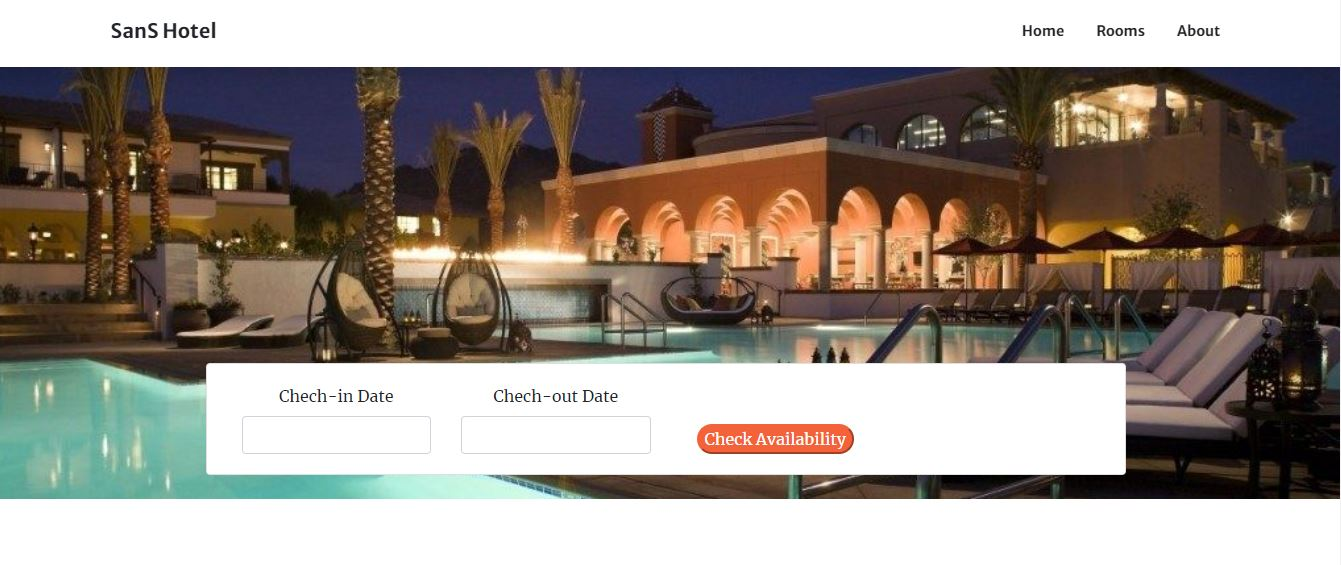 SanS Hotel Home Rooms About
Chech-in Date Chech-out Date
Check Availability